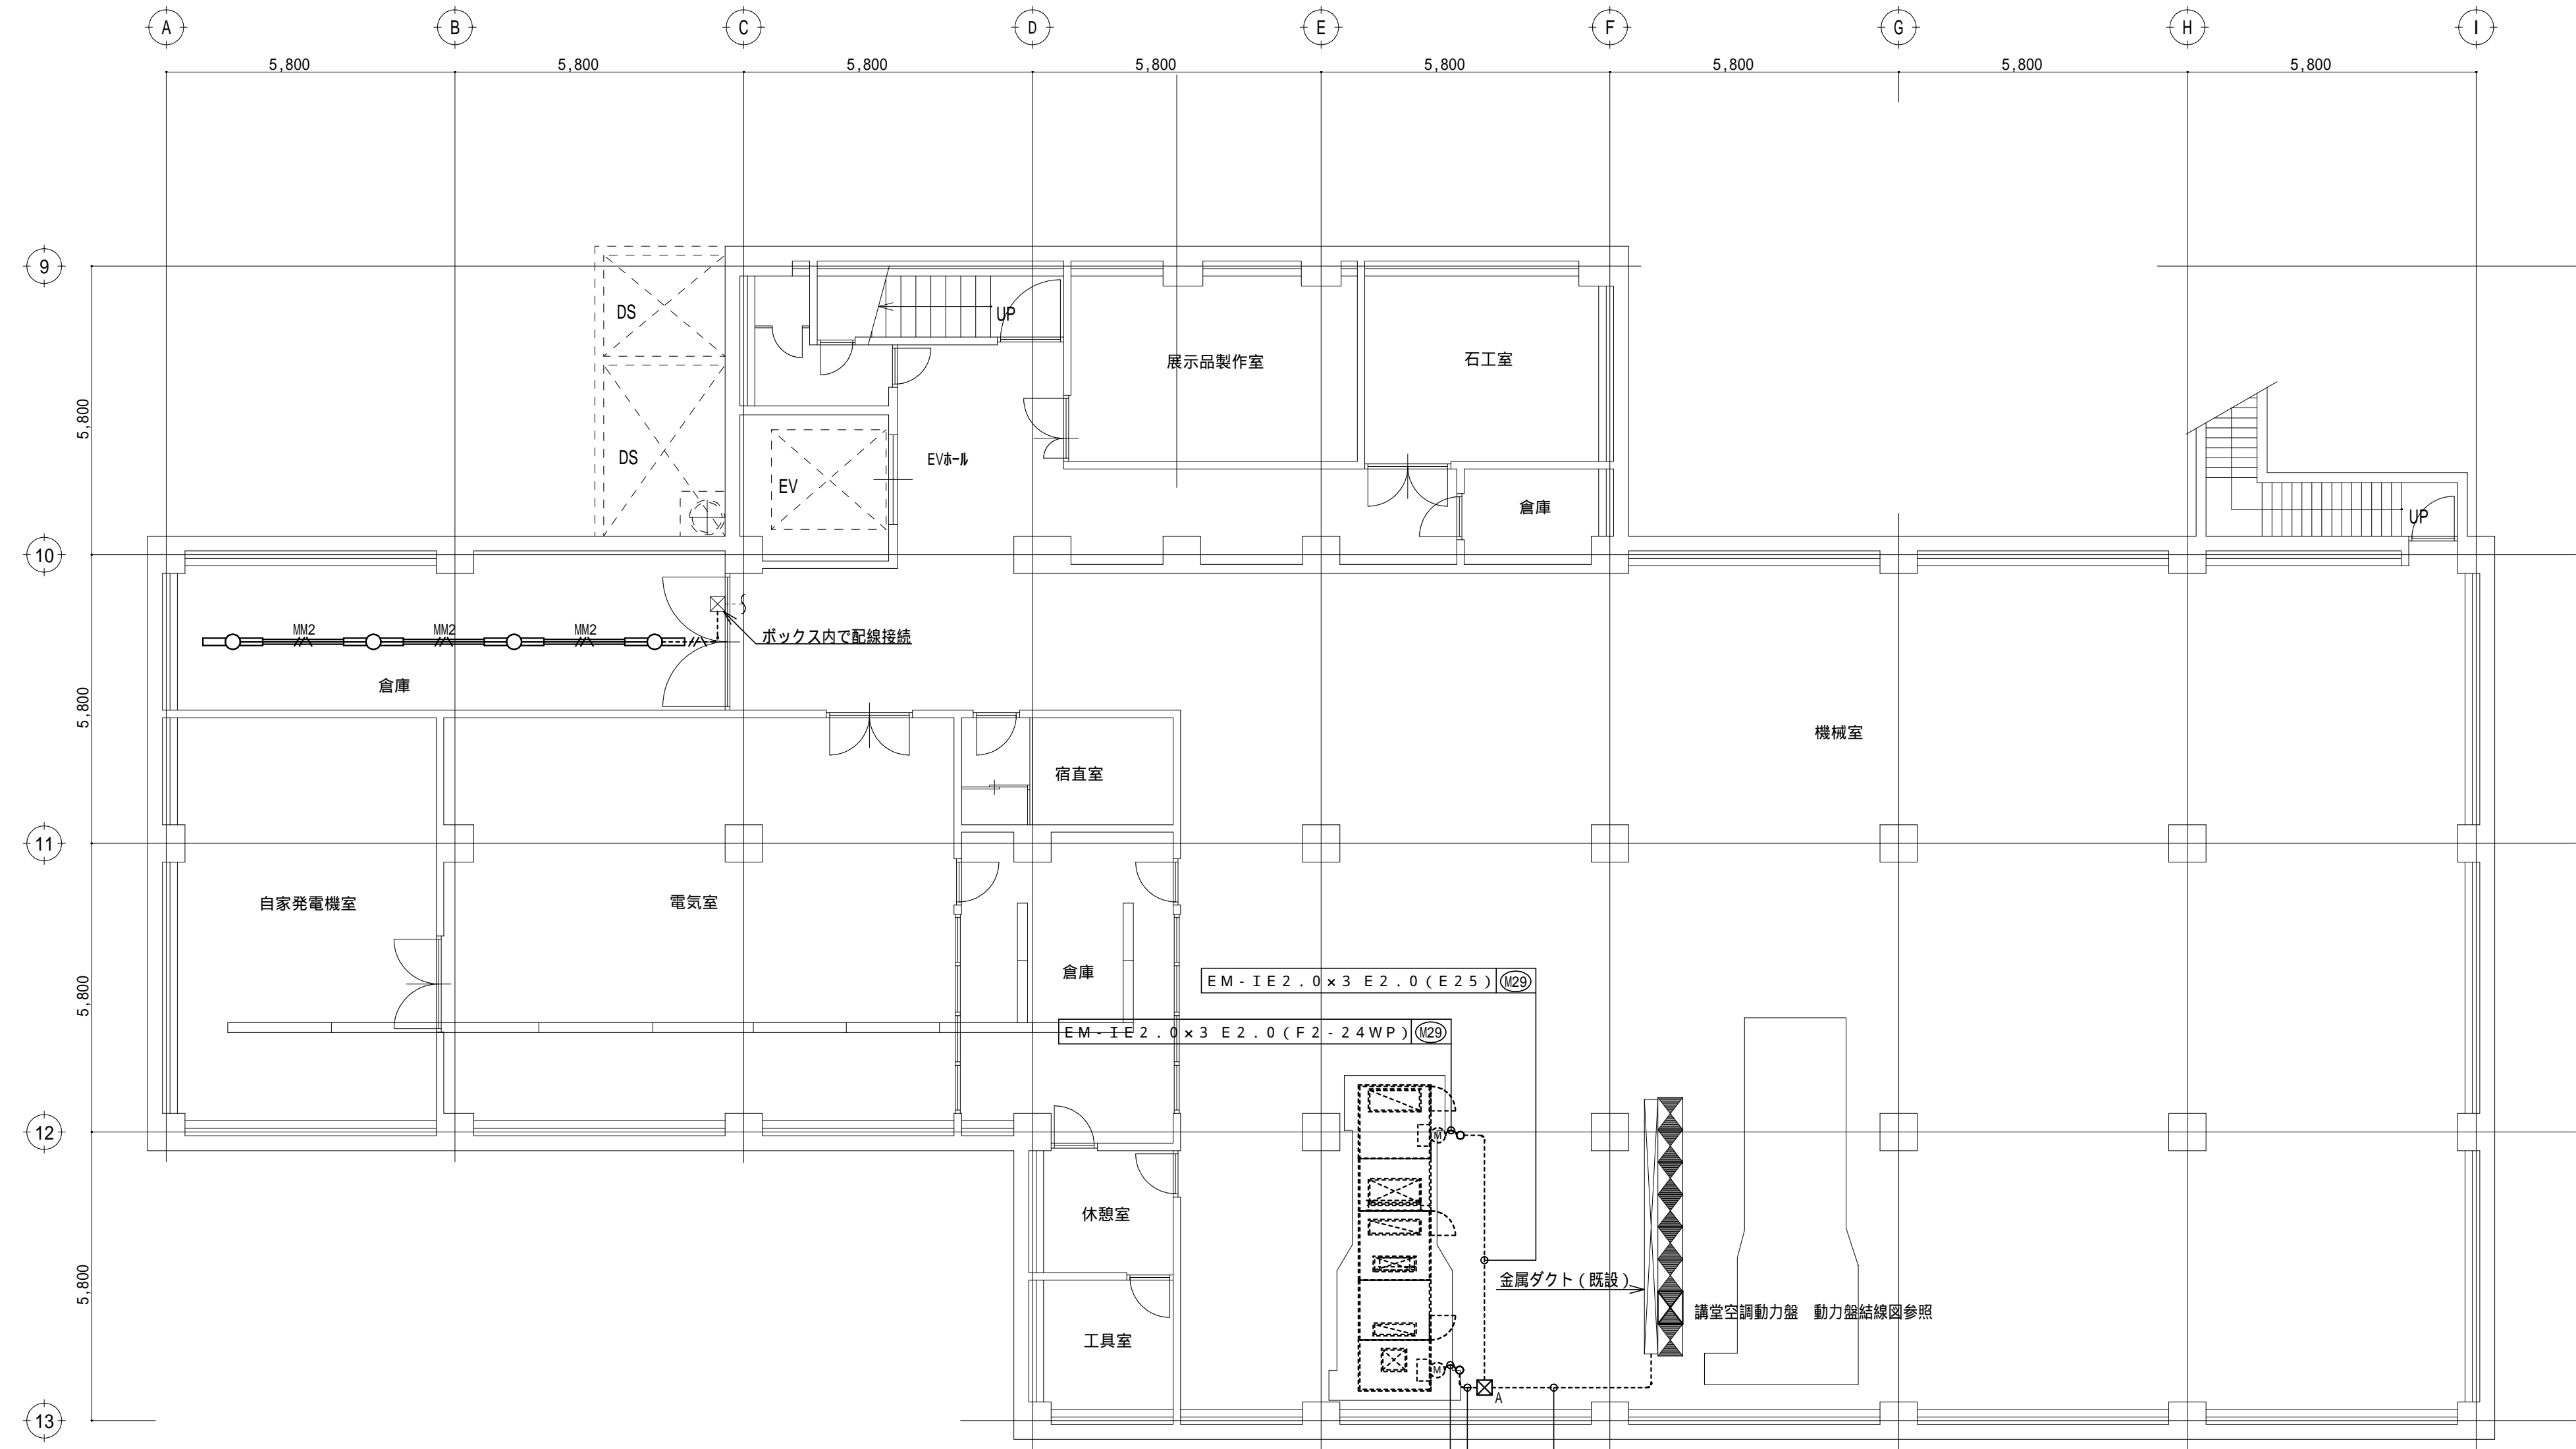 A B C D E F G H I
5,800 5,800 5,800 5,800 5,800 5,800 5,800 5,800
9
DS
UP
展示品製作室
石工室
5,800
DS
EV
EVホール
倉庫
UP
10
MM2 MM2 MM2
ボックス内で配線接続
倉庫
5,800
機械室
宿直室
11
自家発電機室
電気室
倉庫
5,800
EM-IE2.0×3 E2.0(E25) M29
EM-IE2.0×3 E2.0(F2-24WP) M29
12
M
休憩室
5,800
金属ダクト(既設)
講堂空調動力盤 動力盤結線図参照
工具室
M
A
13